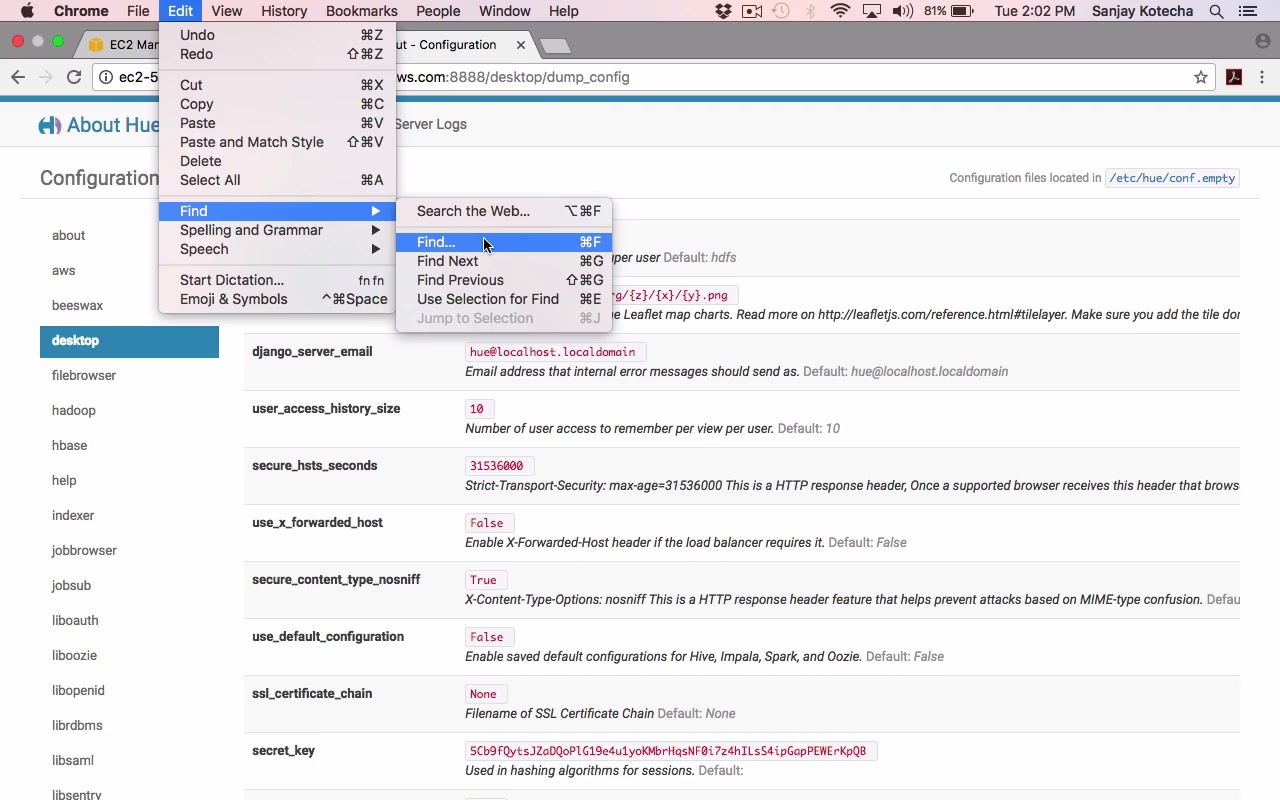 Chrome File Edit View History Bookmarks People Window Help 81% Tue 2:02 PM Sanjay Kotecha
EC2 Mar ut - Configuration
ec2-5 ws.com:8888/desktop/dump_config
About Hue Server Logs
Configuration Configuration files located in /etc/hue/conf.empty
Undo ⌘Z
Redo ⇧⌘Z
Cut ⌘X
Copy ⌘C
Paste ⌘V
Paste and Match Style ⇧⌘V
Delete
Select All ⌘A
Find
Spelling and Grammar
Speech
Start Dictation... fn fn
Emoji & Symbols ^⌘Space
Search the Web... ⌥⌘F
Find... ⌘F
Find Next ⌘G
Find Previous ⇧⌘G
Use Selection for Find ⌘E
Jump to Selection ⌘J
about
aws
beeswax
desktop
filebrowser
hadoop
hbase
help
indexer
jobbrowser
jobsub
liboauth
liboozie
libopenid
librdbms
libsaml
libsentry
per user Default: hdfs
rg/{z}/{x}/{y}.png
e Leaflet map charts. Read more on http://leafletjs.com/reference.html#tilelayer. Make sure you add the tile dor
django_server_email hue@localhost.localdomain
Email address that internal error messages should send as. Default: hue@localhost.localdomain
user_access_history_size 10
Number of user access to remember per view per user. Default: 10
secure_hsts_seconds 31536000
Strict-Transport-Security: max-age=31536000 This is a HTTP response header, Once a supported browser receives this header that brows
use_x_forwarded_host False
Enable X-Forwarded-Host header if the load balancer requires it. Default: False
secure_content_type_nosniff True
X-Content-Type-Options: nosniff This is a HTTP response header feature that helps prevent attacks based on MIME-type confusion. Defau
use_default_configuration False
Enable saved default configurations for Hive, Impala, Spark, and Oozie. Default: False
ssl_certificate_chain None
Filename of SSL Certificate Chain Default: None
secret_key 5Cb9fQytsJZaDQoPlG19e4u1yoKMbrHqsNF0i7z4hILsS4ipGapPEWErKpQB
Used in hashing algorithms for sessions. Default: